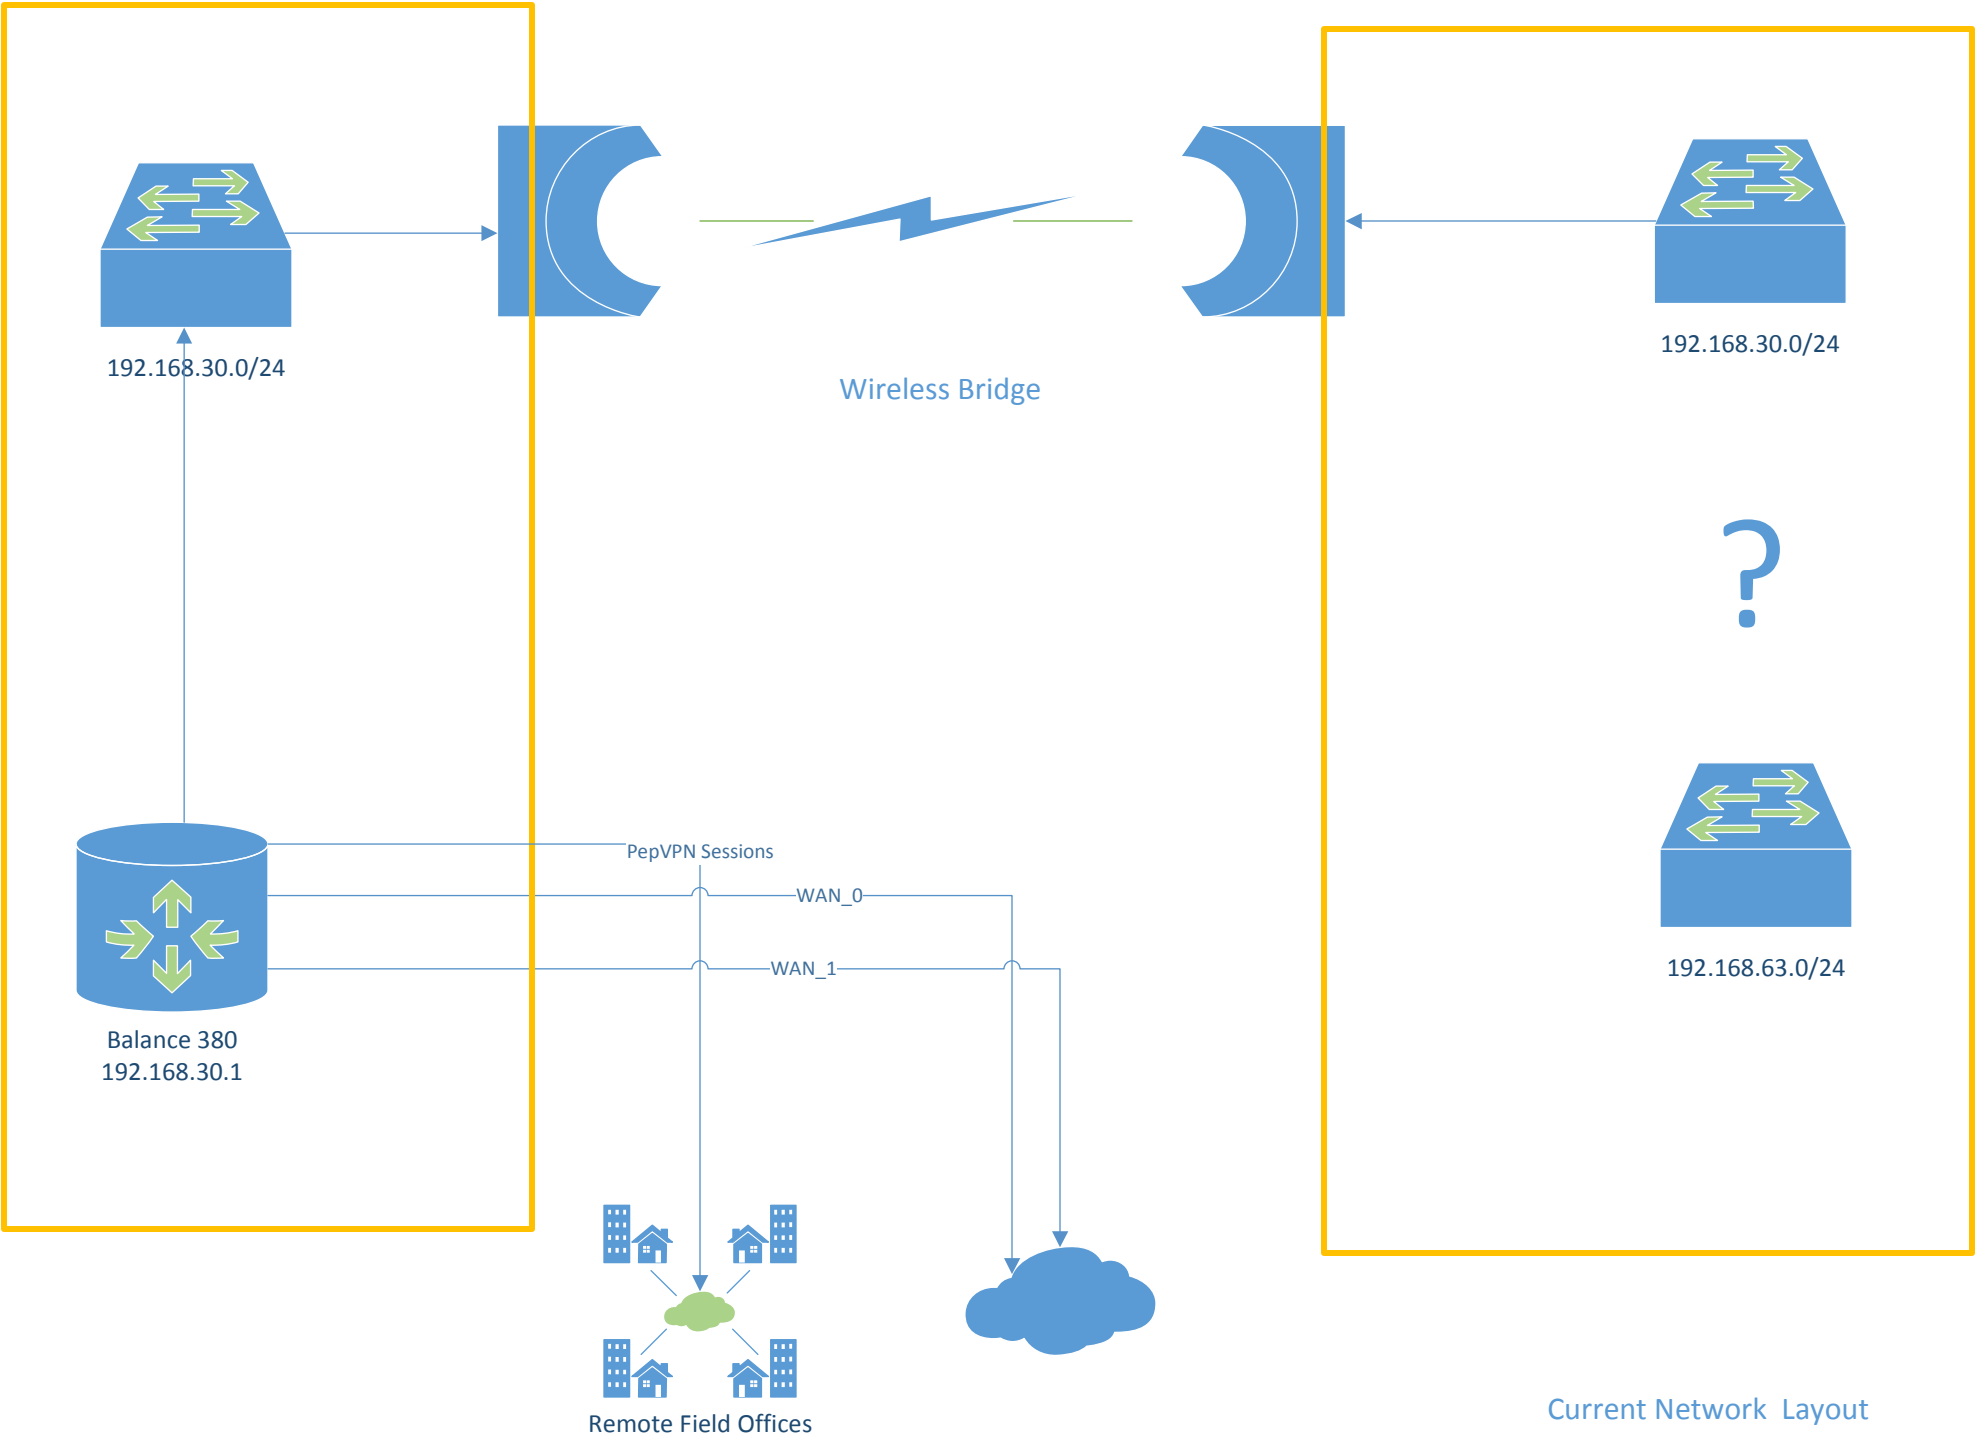 192.168.30.0/24
192.168.30.0/24
Wireless Bridge
?
PepVPN Sessions
WAN_0
WAN_1
192.168.63.0/24
Balance 380
192.168.30.1
Remote Field Offices
Current Network Layout